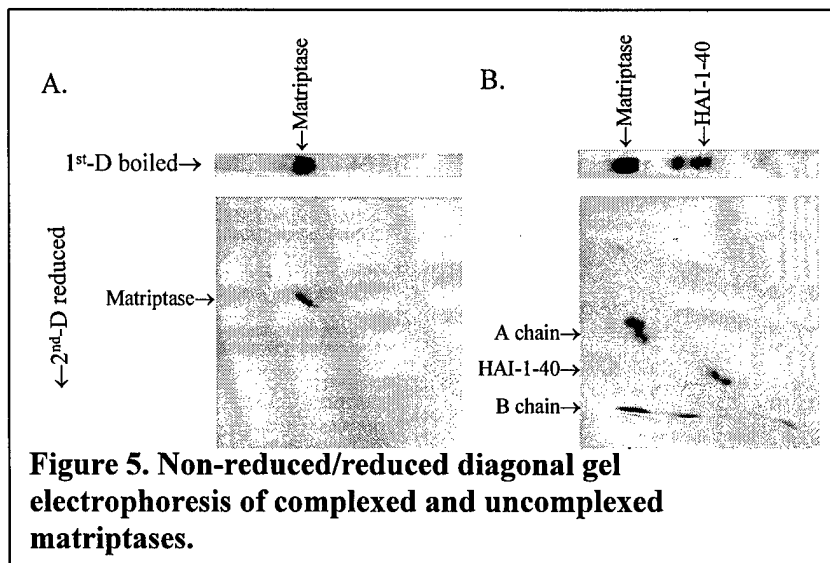 A.
←Matriptase
1st-D boiled→
←2nd-D reduced
Matriptase→
B.
←Matriptase
←HAI-1-40
A chain→
HAI-1-40→
B chain→
Figure 5. Non-reduced/reduced diagonal gel
electrophoresis of complexed and uncomplexed
matriptases.